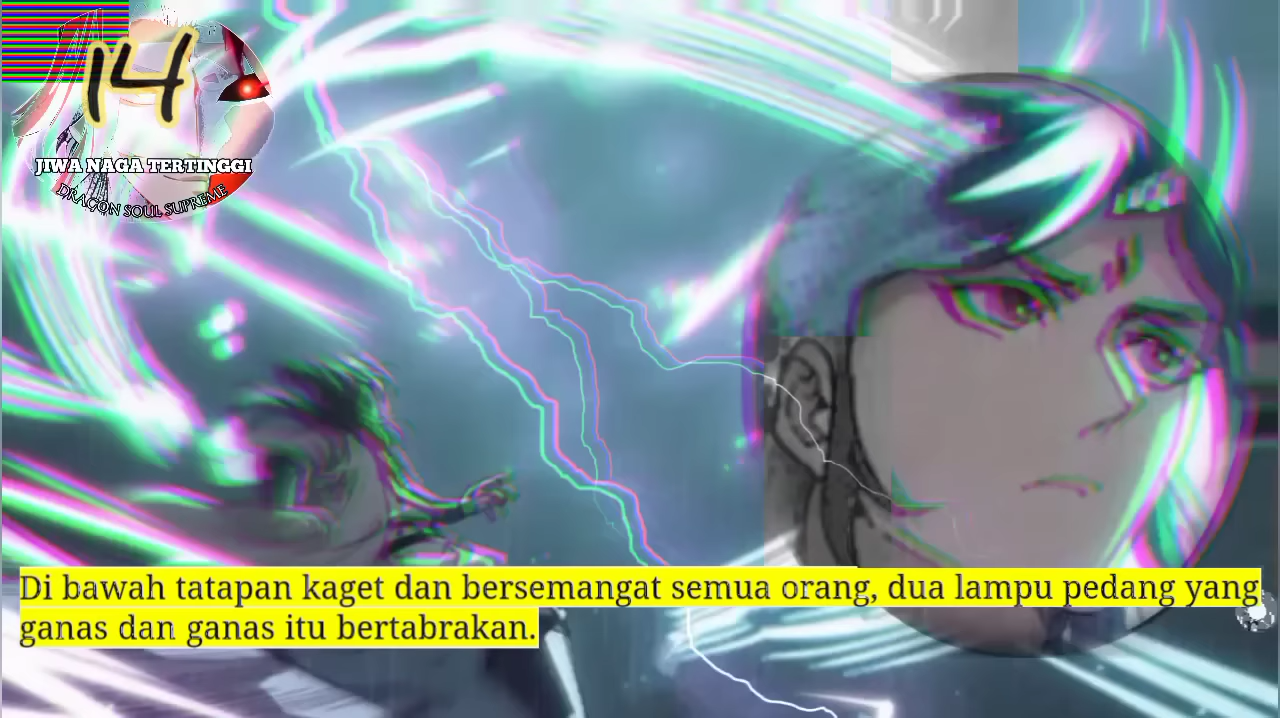 14
JIWA NAGA TERTINGGI
DRAGON SOUL SUPREME
Di bawah tatapan kaget dan bersemangat semua orang, dua lampu pedang yang
ganas dan ganas itu bertabrakan.